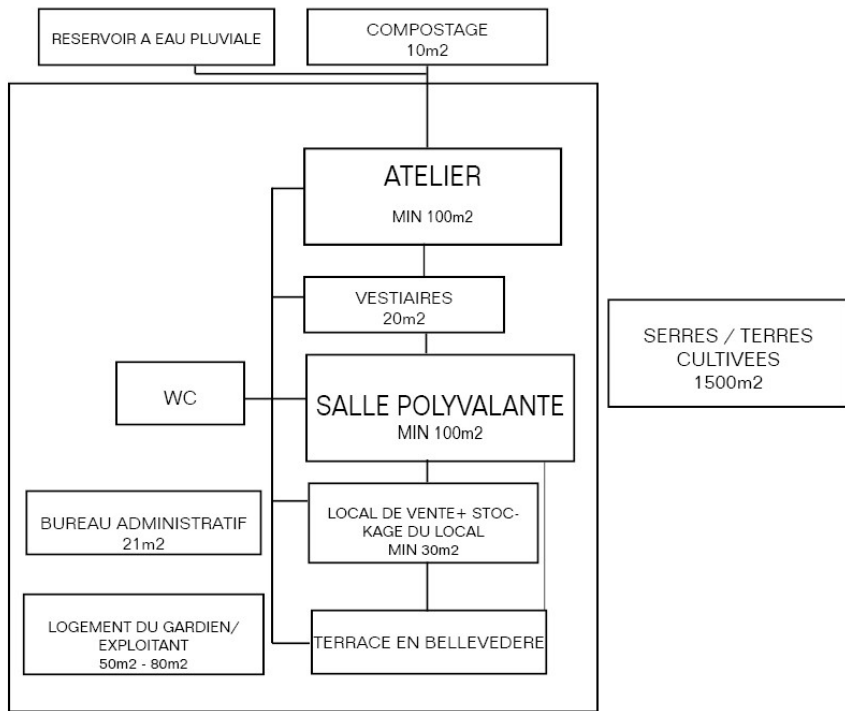 RESERVOIR A EAU PLUVIALE
COMPOSTAGE
10m2
ATELIER
MIN 100m2
VESTIAIRES
20m2
SERRES / TERRES
CULTIVEES
1500m2
WC
SALLE POLYVALANTE
MIN 100m2
BUREAU ADMINISTRATIF
21m2
LOCAL DE VENTE+ STOC-
KAGE DU LOCAL
MIN 30m2
LOGEMENT DU GARDIEN/
EXPLOITANT
50m2 - 80m2
TERRACE EN BELLEVEDERE